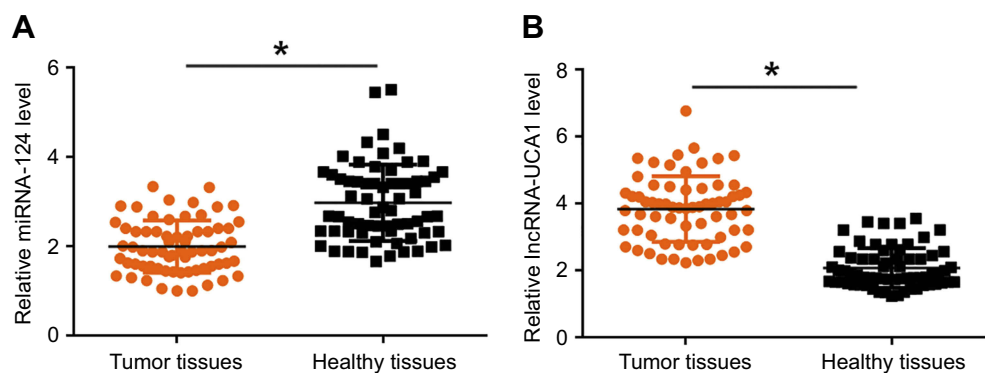 A
Relative miRNA-124 level
6
4
2
0
*
Tumor tissues
Healthy tissues
B
Relative lncRNA-UCA1 level
8
6
4
2
0
*
Tumor tissues
Healthy tissues